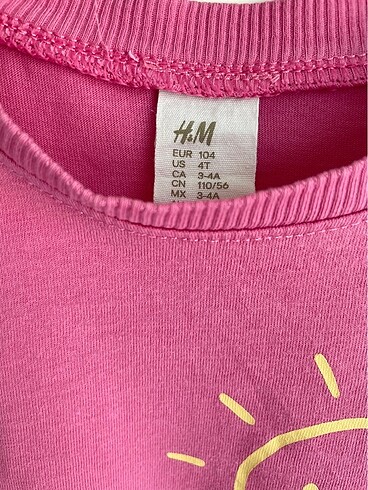 H&M
EUR 104
US 4T
CA 3-4A
CN 110/56
MX 3-4A